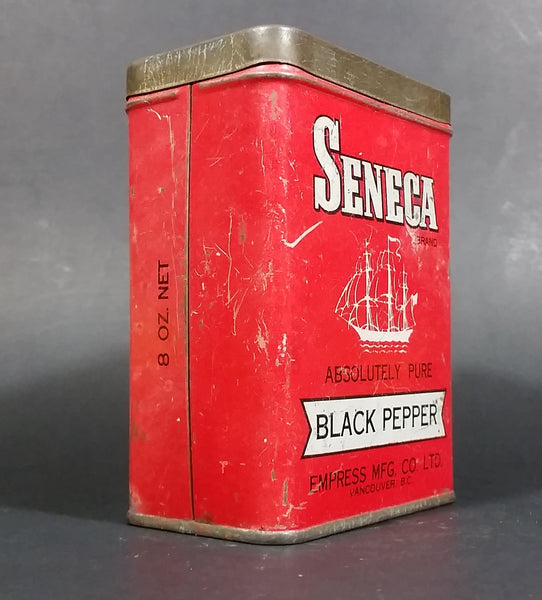 8 OZ. NET
SENECA
BRAND
ABSOLUTELY PURE
BLACK PEPPER
EMPRESS MFG. CO. LTD.
VANCOUVER, B.C.